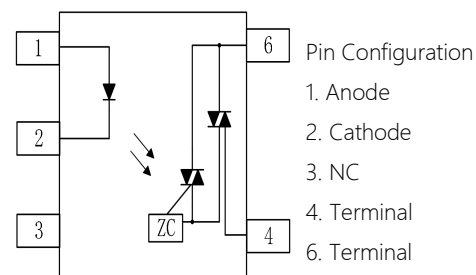 1
2
3
6
4
ZC
Pin Configuration
1. Anode
2. Cathode
3. NC
4. Terminal
6. Terminal